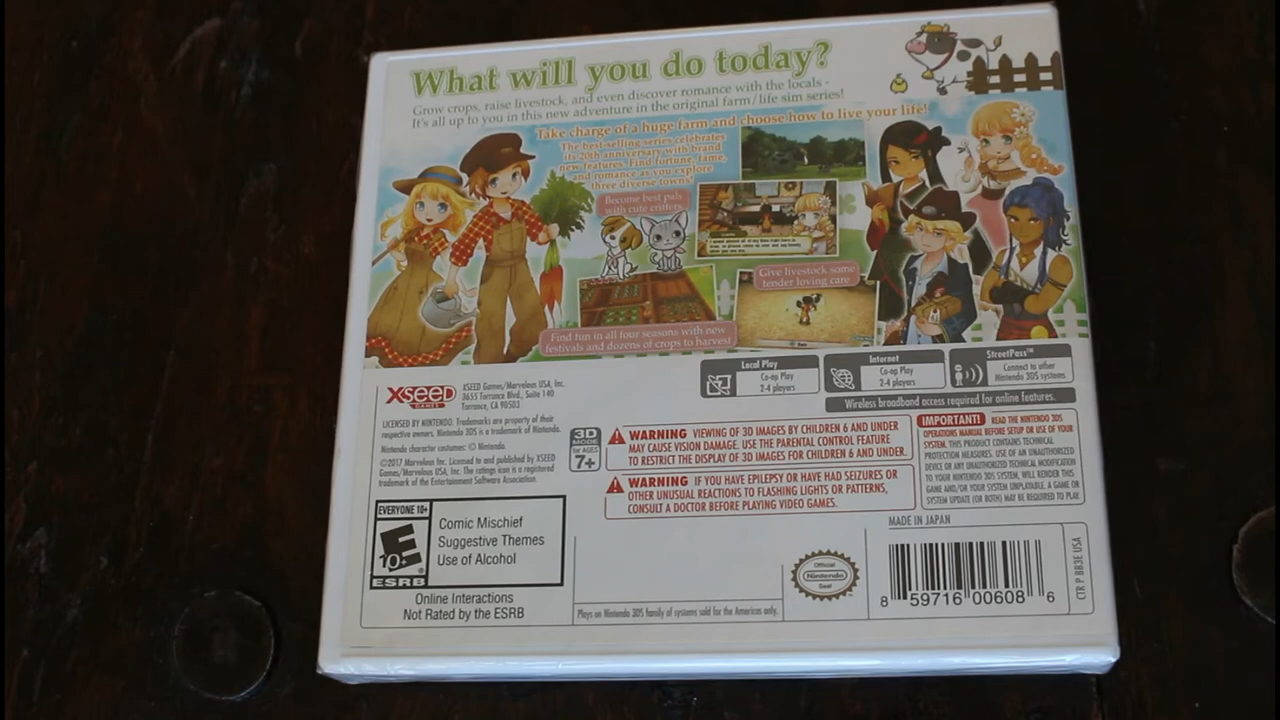 What will you do today?
Grow crops, raise livestock, and even discover romance with the locals -
It's all up to you in this new adventure in the original farm/life sim series!
Take charge of a huge farm and choose how to live your life!
The best-selling series celebrates
its 20th anniversary with brand
new features. Find fortune, fame,
and romance as you explore
three diverse towns!
Become best pals
with cute critters
Give livestock some
tender loving care
Find fun in all four seasons with new
festivals and dozens of crops to harvest
XSEED
GAMES
XSEED Games/Marvelous USA, Inc.
3655 Torrance Blvd., Suite 140
Torrance, CA 90503
Local Play
Co-op Play
2-4 players
Internet
Co-op Play
2-4 players
StreetPass™
Connect to other
Nintendo 3DS systems
Wireless broadband access required for online features.
LICENSED BY NINTENDO. Trademarks are property of their
respective owners. Nintendo 3DS is a trademark of Nintendo.
Nintendo character costumes: © Nintendo.
©2017 Marvelous Inc. Licensed to and published by XSEED
Games/Marvelous USA, Inc. The ratings icon is a registered
trademark of the Entertainment Software Association.
3D
MODE
for AGES
7+
WARNING VIEWING OF 3D IMAGES BY CHILDREN 6 AND UNDER
MAY CAUSE VISION DAMAGE. USE THE PARENTAL CONTROL FEATURE
TO RESTRICT THE DISPLAY OF 3D IMAGES FOR CHILDREN 6 AND UNDER.
WARNING IF YOU HAVE EPILEPSY OR HAVE HAD SEIZURES OR
OTHER UNUSUAL REACTIONS TO FLASHING LIGHTS OR PATTERNS,
CONSULT A DOCTOR BEFORE PLAYING VIDEO GAMES.
IMPORTANT! READ THE NINTENDO 3DS
OPERATIONS MANUAL BEFORE SETUP OR USE OF YOUR
SYSTEM. THIS PRODUCT CONTAINS TECHNICAL
PROTECTION MEASURES. USE OF AN UNAUTHORIZED
DEVICE OR ANY UNAUTHORIZED TECHNICAL MODIFICATION
TO YOUR NINTENDO 3DS SYSTEM, WILL RENDER THIS
GAME AND/OR YOUR SYSTEM UNPLAYABLE. A GAME OR
SYSTEM UPDATE (OR BOTH) MAY BE REQUIRED TO PLAY.
EVERYONE 10+
E
10+
ESRB
Comic Mischief
Suggestive Themes
Use of Alcohol
Online Interactions
Not Rated by the ESRB
Plays on Nintendo 3DS family of systems sold for the Americas only.
Official
Nintendo
Seal
MADE IN JAPAN
8 59716 00608 6
CTR P BB3E USA